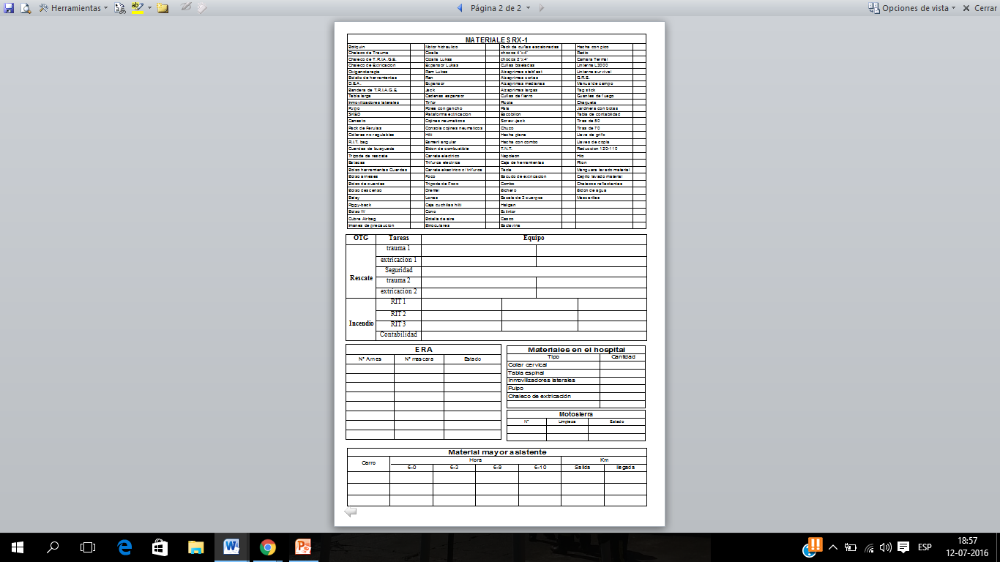 Herramientas Página 2 de 2 Opciones de vista Cerrar
MATERIALES RX-1
Botiquin Motor hidraulico Pack de cuñas escalonadas Hacha con pico
Chaleco de Trauma Cizalla chocos 4"x4" Radio
Chaleco de T.R.I.A.G.E. Cizalla Lukas chocos 2"x4" Camara Termal
Chaleco de Extricacion Expansor Lukas Cuñas biseladas Linterna L3000
Oxigenoterapia Ram Lukas Alzaprimas stabfast Linterna survival
Bolsito de herramientas Ran Alzaprimas cortas G.R.E.
D.E.A. Expansor Alzaprimas medianas Manual de campo
Bandera de T.R.I.A.G.E. Jack Alzaprimas largas Tag stick
Tabla larga Cadenas expansor Cuñas de fierro Guantes de fuego
Inmovilizadores laterales Tirfor Roota Chaqueta
Pulpo Polea con gancho Pala Jardinera con botas
SKED Plataforma extricacion Escobillon Tabla de contabilidad
Canasto Cojines neumaticos Screw-jack Tiras de 50
Pack de Ferulas Consola cojines neumaticos Chuzo Tiras de 70
Collares no regulables Hilti Hacha plana Llave de grifo
R.I.T. bag Esmeril angular Hacha con combo Llaves de copla
Cuerdas de busqueda Bidon de combustible T.N.T. Reduccion 120-110
Tripode de rescate Carrete electrico Napoleon Hilo
Estacas Trifurca electrica Caja de herramientas Piton
Bolso herramientas Cuerdas Carrete electrico c/ trifurca Tecle Manguera lavado material
Bolso arneses Foco Escudo de extricacion Cepillo lavado material
Bolso de cuerdas Tripode de Foco Combo Chalecos reflectantes
Bolso descenso Dremel Bichero Bidon de agua
Belay Lonas Escala de 2 cuerpos Mascarillas
Piggy-back Caja cuchillas hilti Haligan
Bolso W Cono Extintor
Cubre Airbag Botella de aire Casco
Imanes de precaucion Binoculares Esclavina
OTG Tareas Equipo
Rescate
trauma 1
extricacion 1
Seguridad
trauma 2
extricacion 2
Incendio
RIT 1
RIT 2
RIT 3
Contabilidad
ERA
Nº Arnes Nº mascara Estado
Materiales en el hospital
Tipo Cantidad
Collar cervical
Tabla espinal
Inmovilizadores laterales
Pulpo
Chaleco de extricación
Motosierra
Nº Limpieza Estado
Material mayor asistente
Carro Hora Km
6-0 6-3 6-9 6-10 Salida llegada
ESP
18:57
12-07-2016